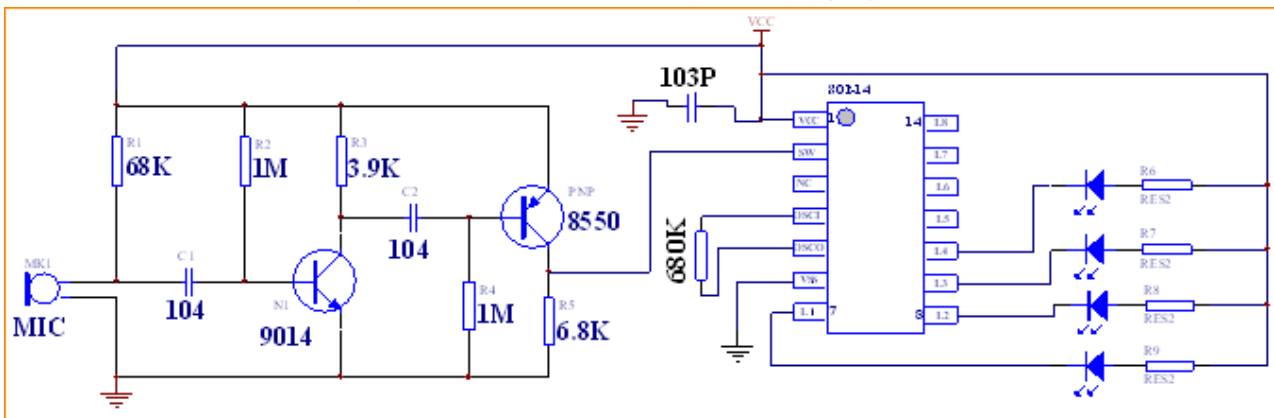 VCC
103P
80144
VCC
1
14
L8
R1
68K
R2
1M
R3
3.9K
SW
L7
PNP
8550
NC
L6
R6
RES2
C2
104
680K
OSCI
L5
OSCO
L4
R7
RES2
MK1
MIC
C1
104
N1
9014
R4
1M
R5
6.8K
VSS
L3
R8
RES2
L1
7
8
L2
R9
RES2